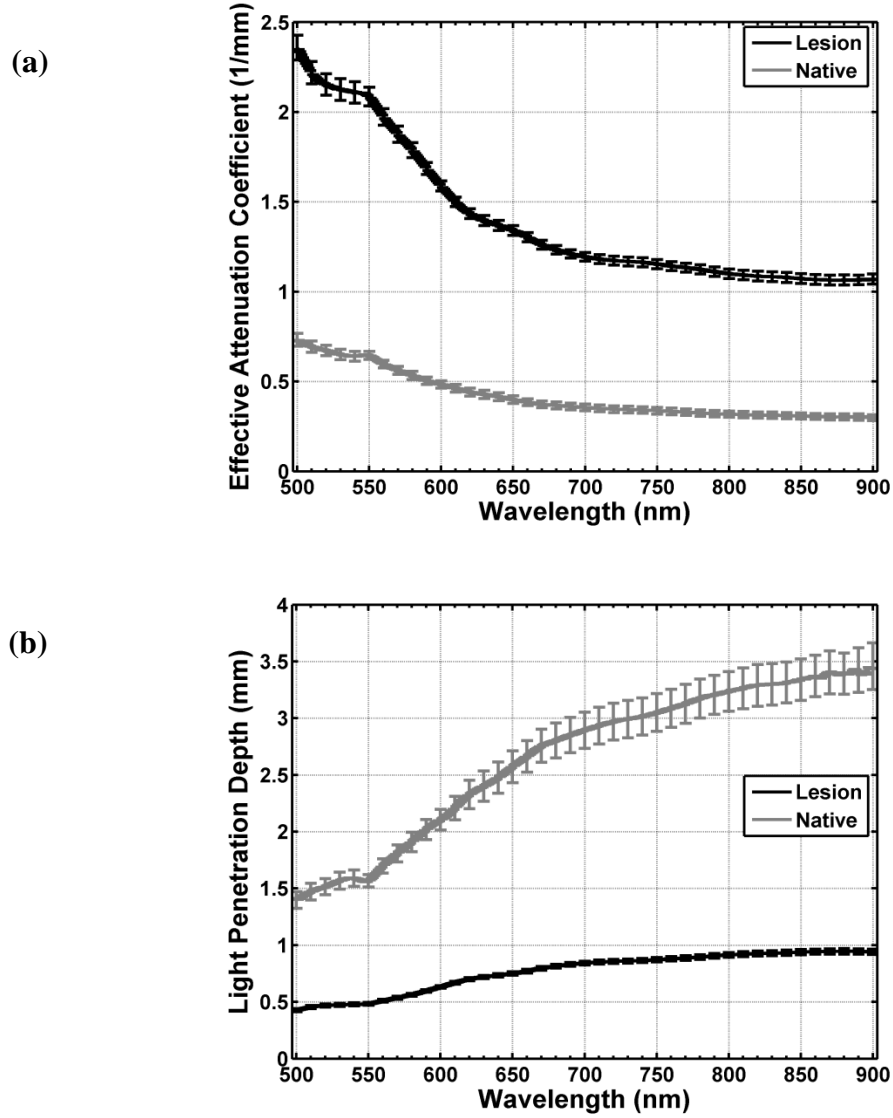 (a)
Effective Attenuation Coefficient (1/mm)
2.5
2
1.5
1
0.5
0
Lesion
Native
500 550 600 650 700 750 800 850 900
Wavelength (nm)
(b)
Light Penetration Depth (mm)
4
3.5
3
2.5
2
1.5
1
0.5
0
Lesion
Native
500 550 600 650 700 750 800 850 900
Wavelength (nm)